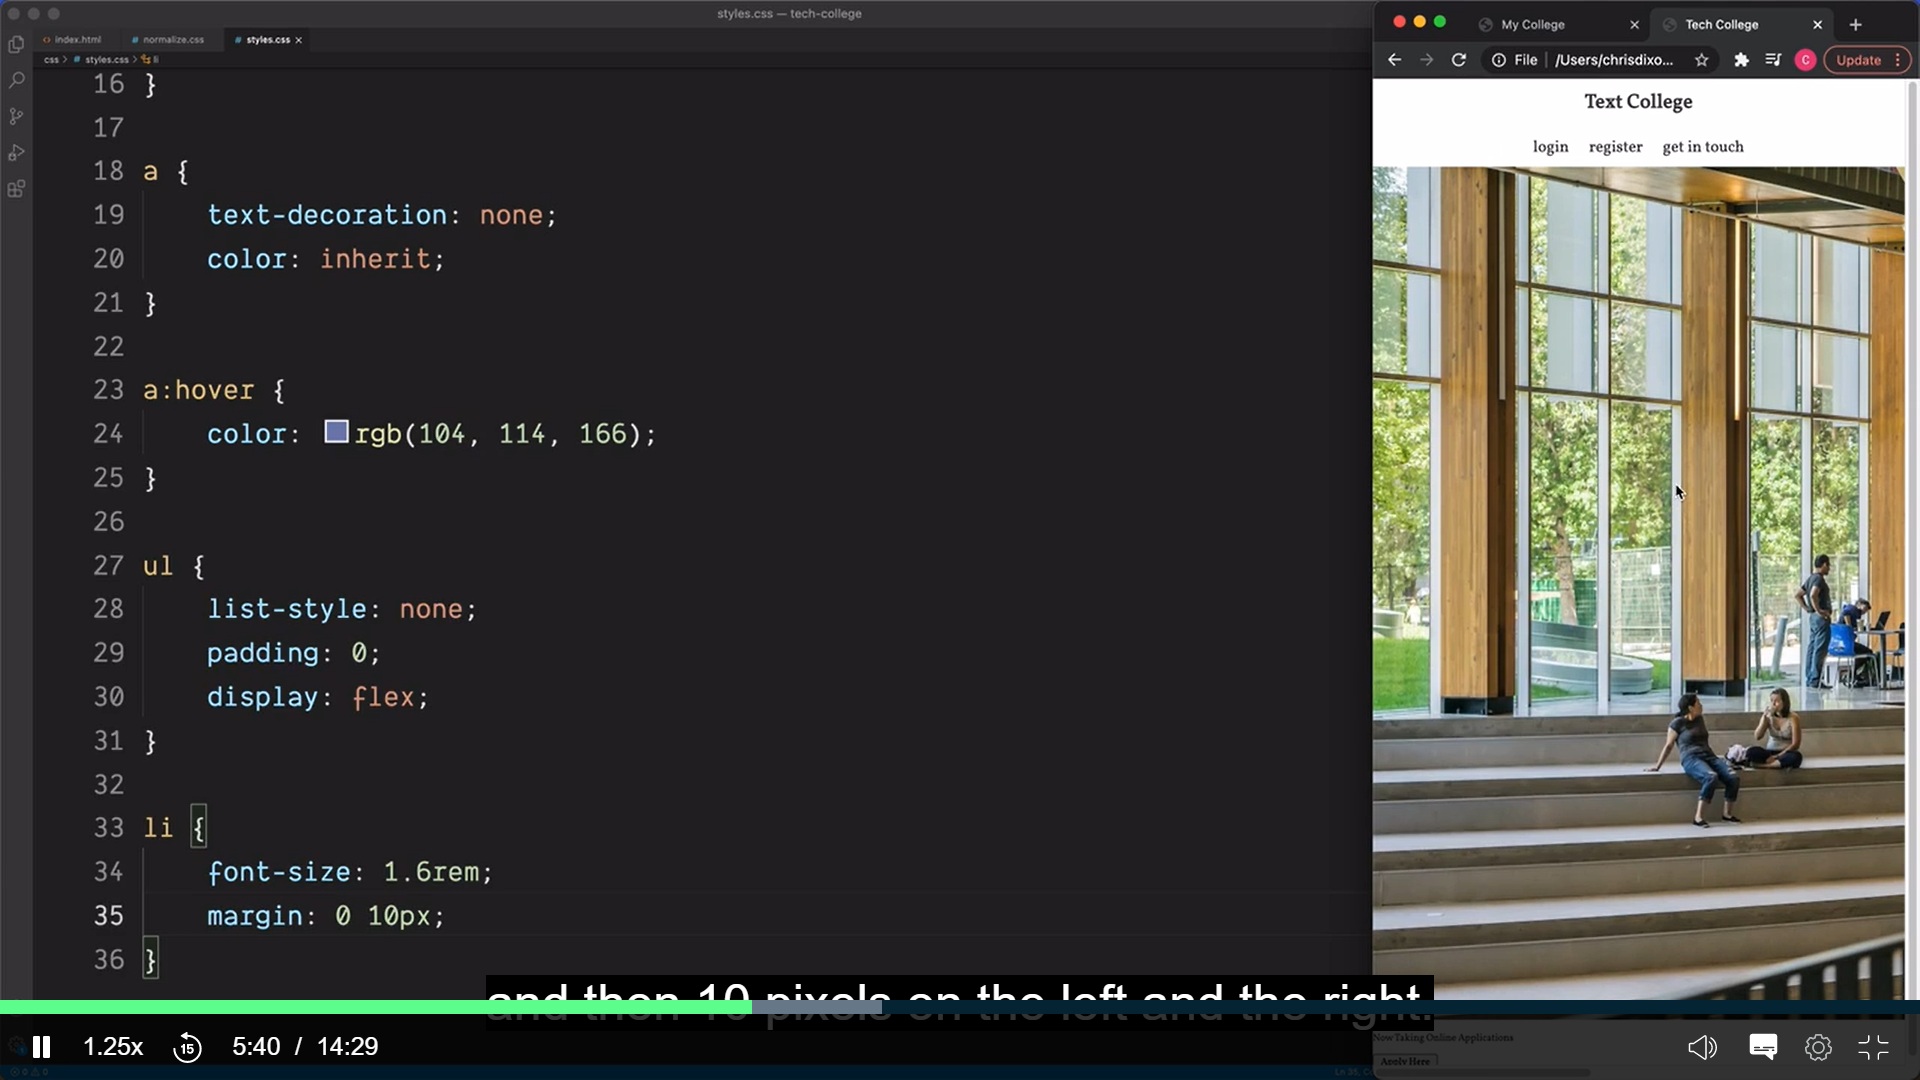 styles.css — tech-college
index.html
normalize.css
styles.css
css > # styles.css > li
16 }
17
18 a {
19 text-decoration: none;
20 color: inherit;
21 }
22
23 a:hover {
24 color: rgb(104, 114, 166);
25 }
26
27 ul {
28 list-style: none;
29 padding: 0;
30 display: flex;
31 }
32
33 li {
34 font-size: 1.6rem;
35 margin: 0 10px;
36 }
My College
Tech College
File | /Users/chrisdixo...
C
Update
Text College
login register get in touch
and then 10 pixels on the left and the right.
Now Taking Online Applications
Apply Here
1.25x
15
5:40 / 14:29